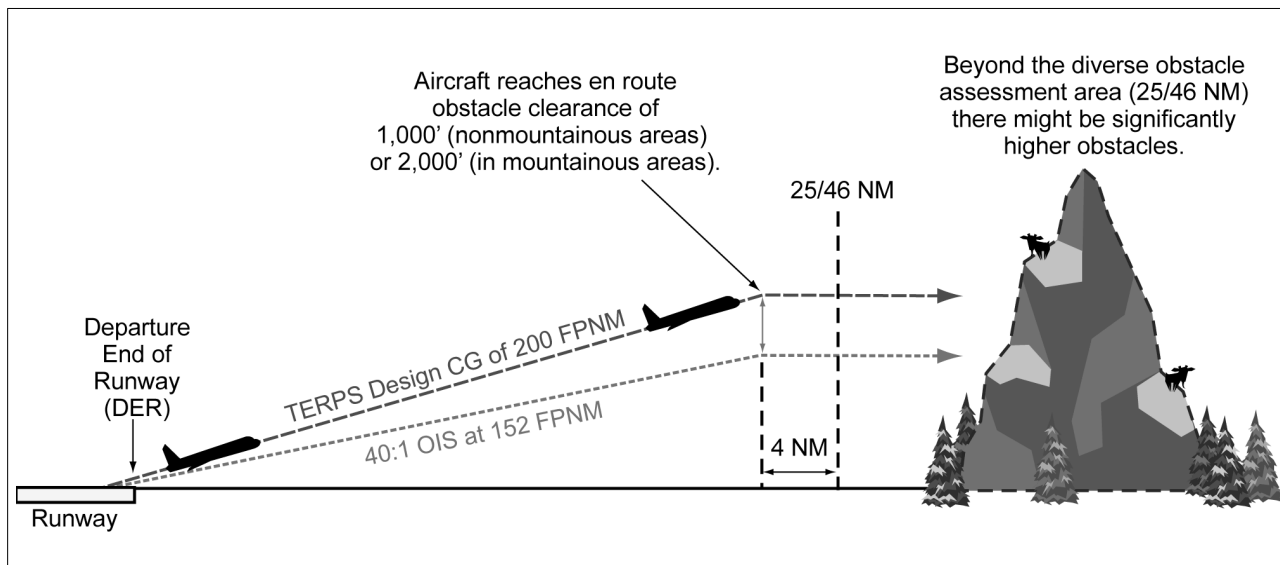 Aircraft reaches en route
obstacle clearance of
1,000’ (nonmountainous areas)
or 2,000’ (in mountainous areas).
Beyond the diverse obstacle
assessment area (25/46 NM)
there might be significantly
higher obstacles.
25/46 NM
Departure
End of
Runway
(DER)
TERPS Design CG of 200 FPNM
40:1 OIS at 152 FPNM
4 NM
Runway